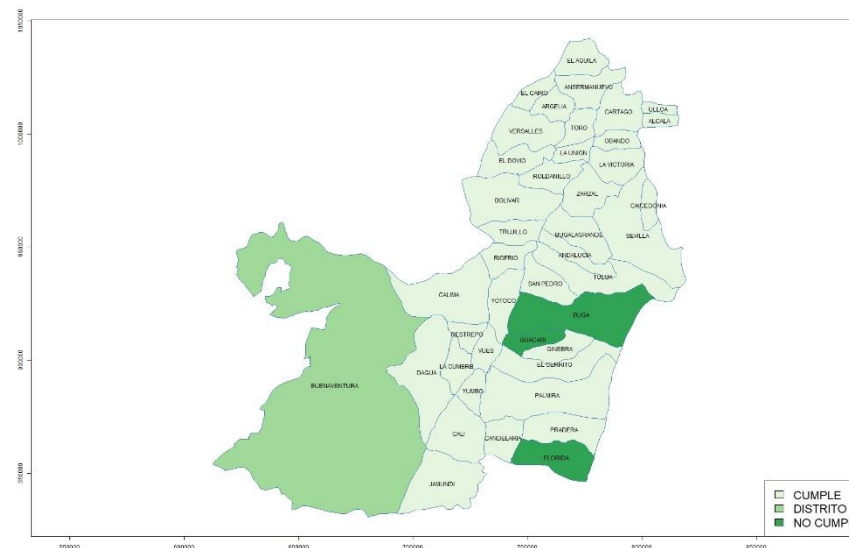 EL AGUILA
EL CAIRO
ANSERMANUEVO
ARGELIA
CARTAGO
ULLOA
ALCALA
VERSALLES
TORO
OBANDO
EL DOVIO
LA UNION
LA VICTORIA
ROLDANILLO
ZARZAL
BOLIVAR
CAICEDONIA
TRUJILLO
BUGALAGRANDE
SEVILLA
ANDALUCIA
RIOFRIO
TULUA
SAN PEDRO
CALIMA
YOTOCO
BUGA
RESTREPO
GUACARI
VIJES
GINEBRA
DAGUA
LA CUMBRE
EL CERRITO
BUENAVENTURA
YUMBO
PALMIRA
CALI
CANDELARIA
PRADERA
FLORIDA
JAMUNDI
CUMPLE
DISTRITO
NO CUMP
700000